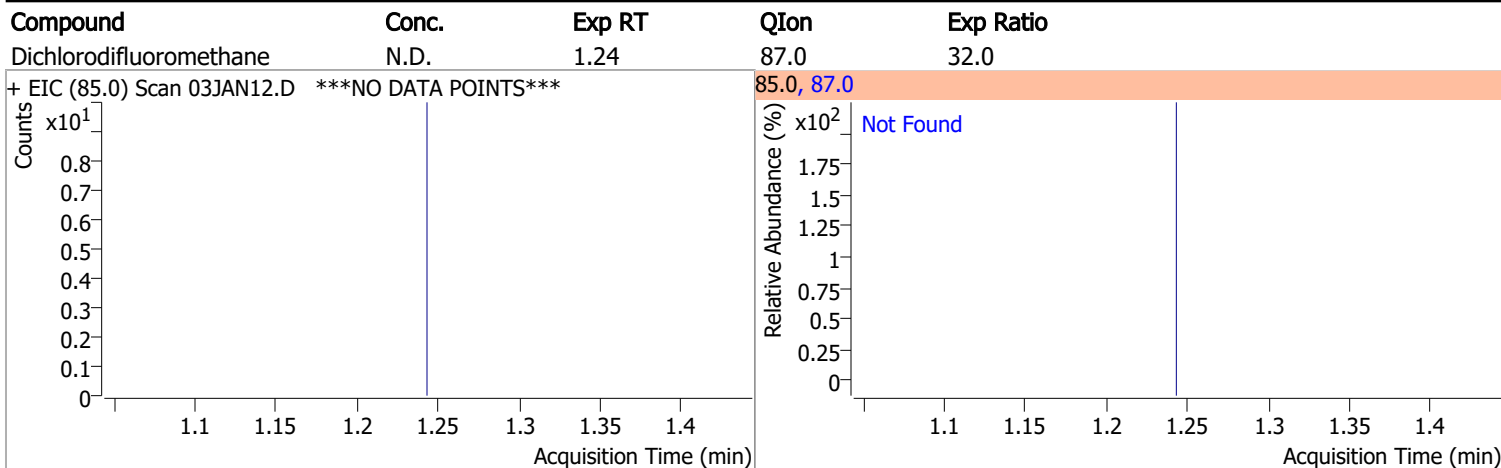 Compound Conc. Exp RT QIon Exp Ratio
Dichlorodifluoromethane N.D. 1.24 87.0 32.0
+ EIC (85.0) Scan 03JAN12.D ***NO DATA POINTS***
Counts
x10¹
0.8
0.7
0.6
0.5
0.4
0.3
0.2
0.1
0
1.1 1.15 1.2 1.25 1.3 1.35 1.4
Acquisition Time (min)
85.0, 87.0
Relative Abundance (%)
x10²
Not Found
1.75
1.5
1.25
1
0.75
0.5
0.25
0
1.1 1.15 1.2 1.25 1.3 1.35 1.4
Acquisition Time (min)